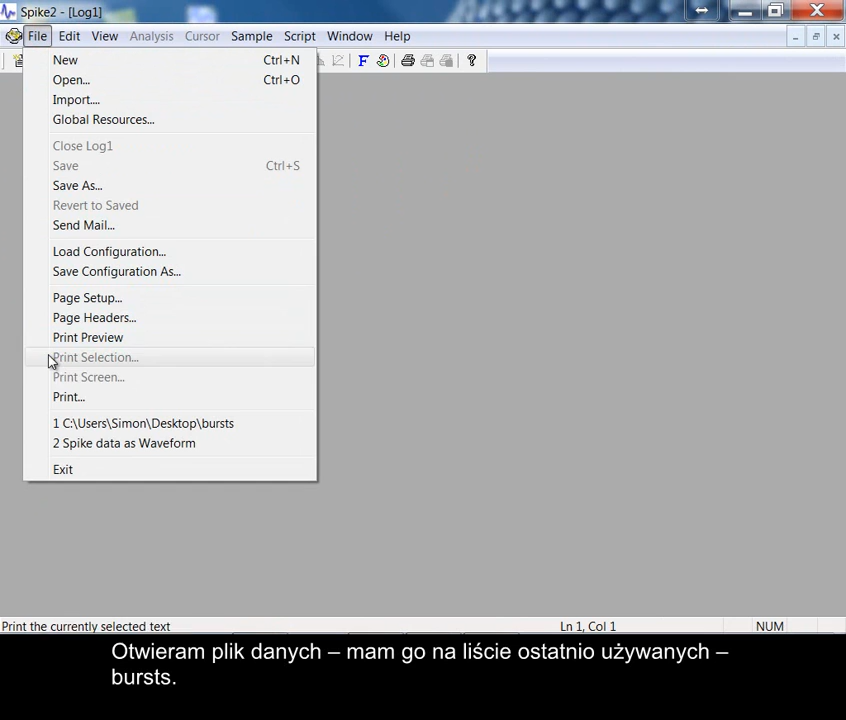 Spike2 - [Log1]
File Edit View Analysis Cursor Sample Script Window Help
New Ctrl+N
Open... Ctrl+O
Import....
Global Resources...
Close Log1
Save Ctrl+S
Save As...
Revert to Saved
Send Mail...
Load Configuration...
Save Configuration As...
Page Setup...
Page Headers...
Print Preview
Print Selection...
Print Screen...
Print...
1 C:\Users\Simon\Desktop\bursts
2 Spike data as Waveform
Exit
Print the currently selected text Ln 1, Col 1 NUM
Otwieram plik danych – mam go na liście ostatnio używanych –
bursts.